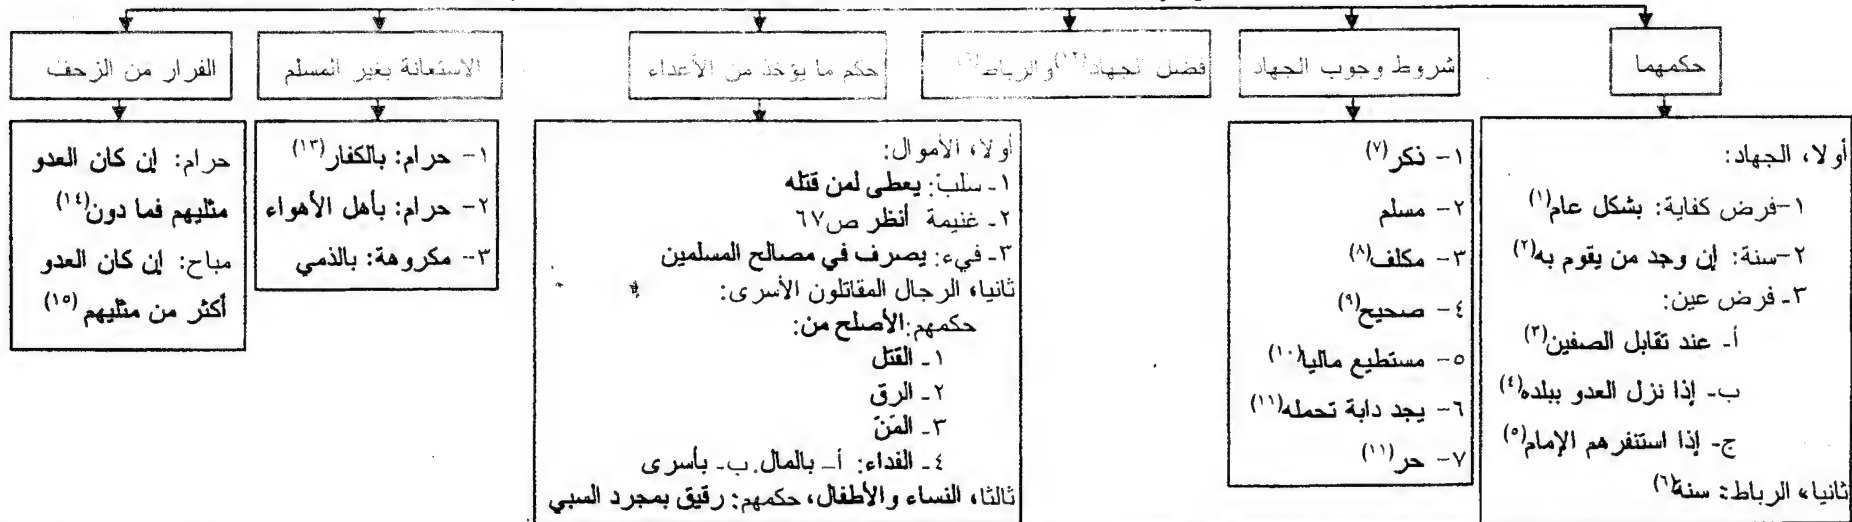 حكمهما
شروط وجوب الجهاد
فضل الجهاد(١٢) والرباط
حكم ما يؤخذ من الأعداء
الاستعانة بغير المسلم
الفرار من الزحف
أولا، الجهاد:
١-فرض كفاية: بشكل عام(١)
٢-سنة: إن وجد من يقوم به(٢)
٣- فرض عين:
أ- عند تقابل الصفين(٣)
ب- إذا نزل العدو ببلده(٤)
ج- إذا استنفرهم الإمام(٥)
ثانيا، الرباط: سنة(٦)
١- ذكر(٧)
٢- مسلم
٣- مكلف(٨)
٤- صحيح(٩)
٥- مستطيع ماليا(١٠)
٦- يجد دابة تحمله(١١)
٧- حر(١١)
أولا، الأموال:
١- سلب: يعطى لمن قتله
٢- غنيمة أنظر ص٦٧
٣- فيء: يصرف في مصالح المسلمين
ثانيا، الرجال المقاتلون الأسرى:
حكمهم:الأصلح من:
١- القتل
٢- الرق
٣- المَنّ
٤- الفداء: أ- بالمال. ب- بأسرى
ثالثا، النساء والأطفال، حكمهم: رقيق بمجرد السبي
١- حرام: بالكفار(١٣)
٢- حرام: بأهل الأهواء
٣- مكروهة: بالذمي
حرام: إن كان العدو
مثليهم فما دون(١٤)
مباح: إن كان العدو
أكثر من مثليهم(١٥)